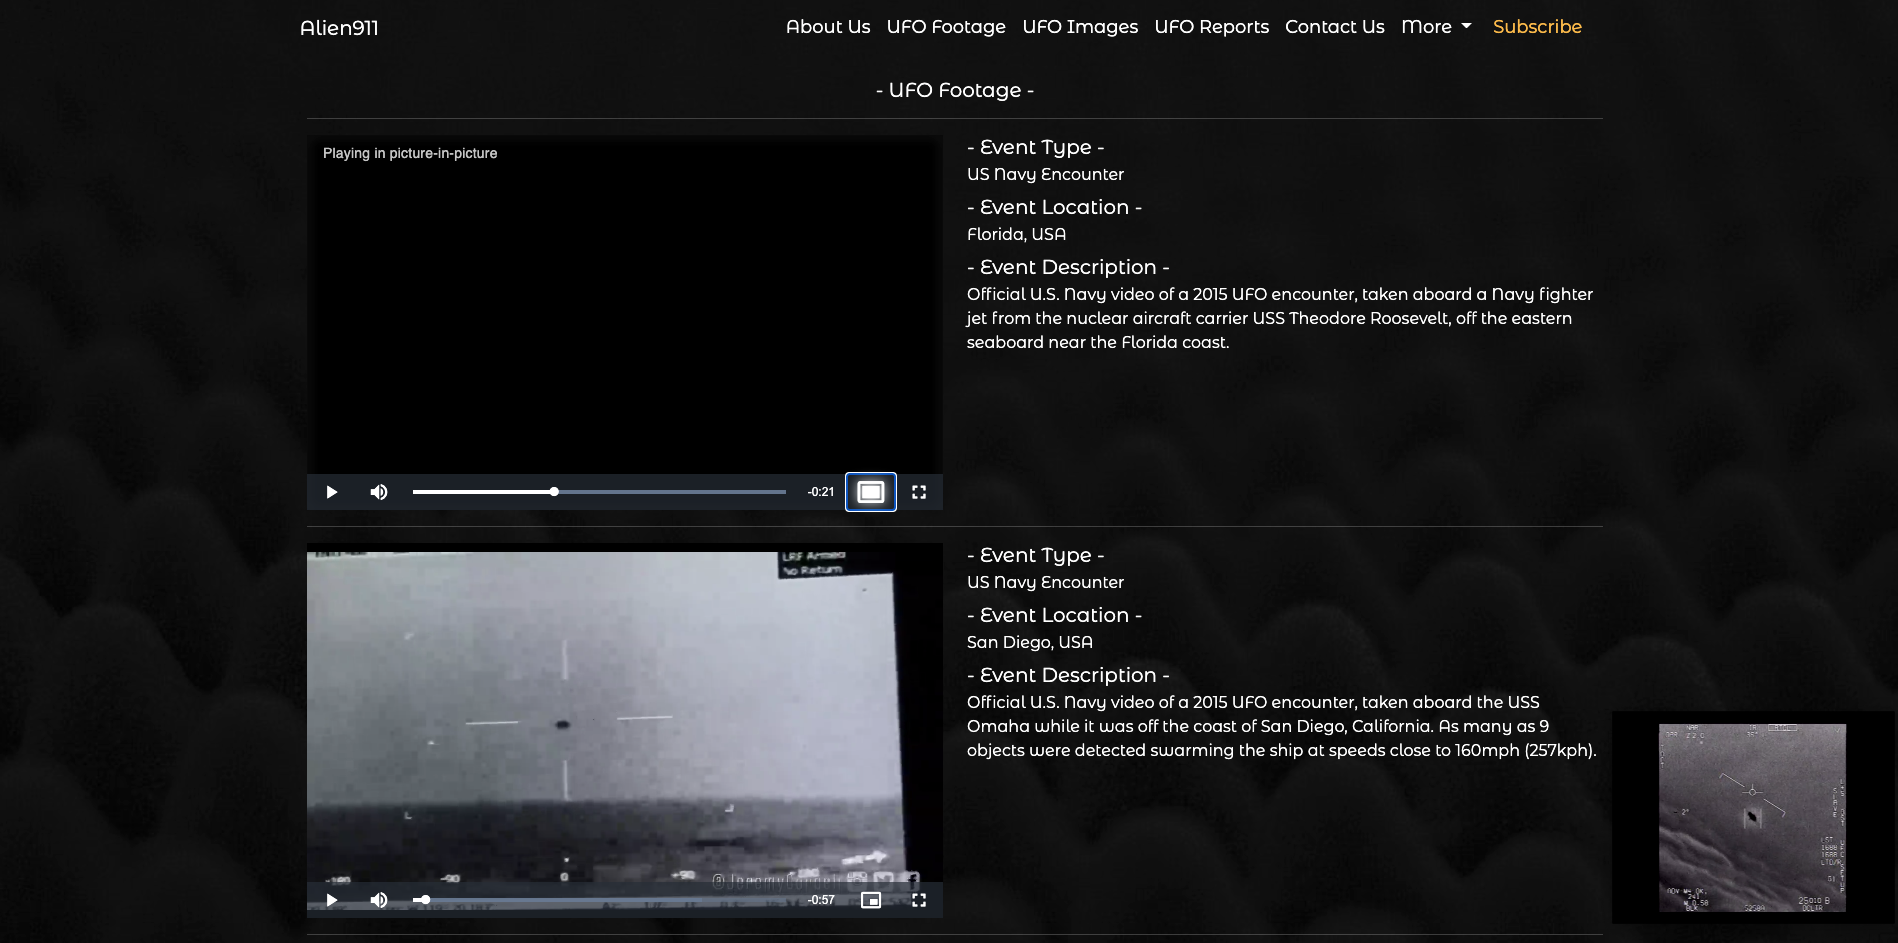 Alien911
About Us UFO Footage UFO Images UFO Reports Contact Us More Subscribe
- UFO Footage -
Playing in picture-in-picture
- Event Type -
US Navy Encounter
- Event Location -
Florida, USA
- Event Description -
Official U.S. Navy video of a 2015 UFO encounter, taken aboard a Navy fighter
jet from the nuclear aircraft carrier USS Theodore Roosevelt, off the eastern
seaboard near the Florida coast.
-0:21
LRF Armed
No Return
-90
0
-0:57
- Event Type -
US Navy Encounter
- Event Location -
San Diego, USA
- Event Description -
Official U.S. Navy video of a 2015 UFO encounter, taken aboard the USS
Omaha while it was off the coast of San Diego, California. As many as 9
objects were detected swarming the ship at speeds close to 160mph (257kph).